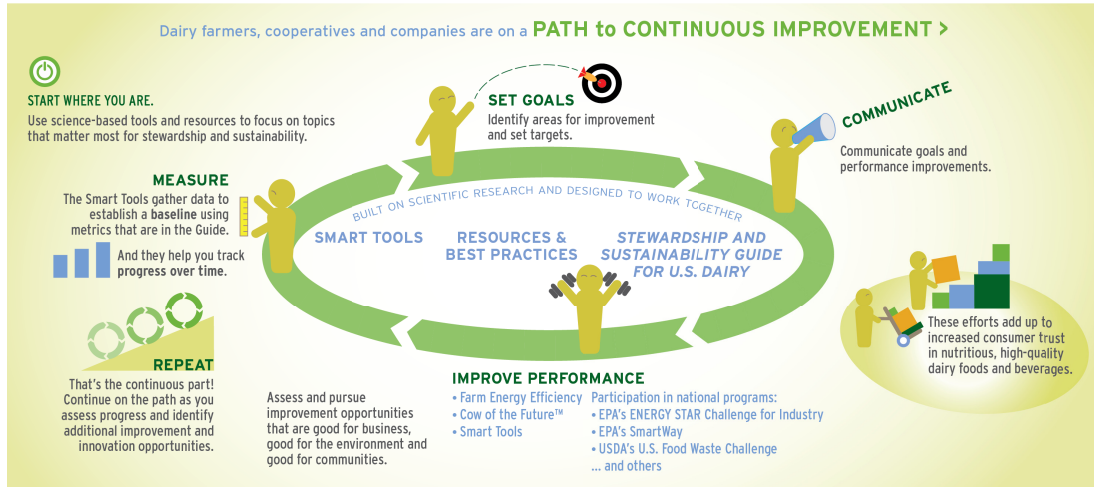 Dairy farmers, cooperatives and companies are on a PATH to CONTINUOUS IMPROVEMENT >
START WHERE YOU ARE.
Use science-based tools and resources to focus on topics
that matter most for stewardship and sustainability.
MEASURE
The Smart Tools gather data to
establish a baseline using
metrics that are in the Guide.
And they help you track
progress over time.
SET GOALS
Identify areas for improvement
and set targets.
COMMUNICATE
Communicate goals and
performance improvements.
BUILT ON SCIENTIFIC RESEARCH AND DESIGNED TO WORK TOGETHER
SMART TOOLS
RESOURCES &
BEST PRACTICES
STEWARDSHIP AND
SUSTAINABILITY GUIDE
FOR U.S. DAIRY
These efforts add up to
increased consumer trust
in nutritious, high-quality
dairy foods and beverages.
REPEAT
That's the continuous part!
Continue on the path as you
assess progress and identify
additional improvement and
innovation opportunities.
Assess and pursue
improvement opportunities
that are good for business,
good for the environment and
good for communities.
IMPROVE PERFORMANCE
• Farm Energy Efficiency
• Cow of the Future™
• Smart Tools
Participation in national programs:
• EPA's ENERGY STAR Challenge for Industry
• EPA's SmartWay
• USDA's U.S. Food Waste Challenge
... and others